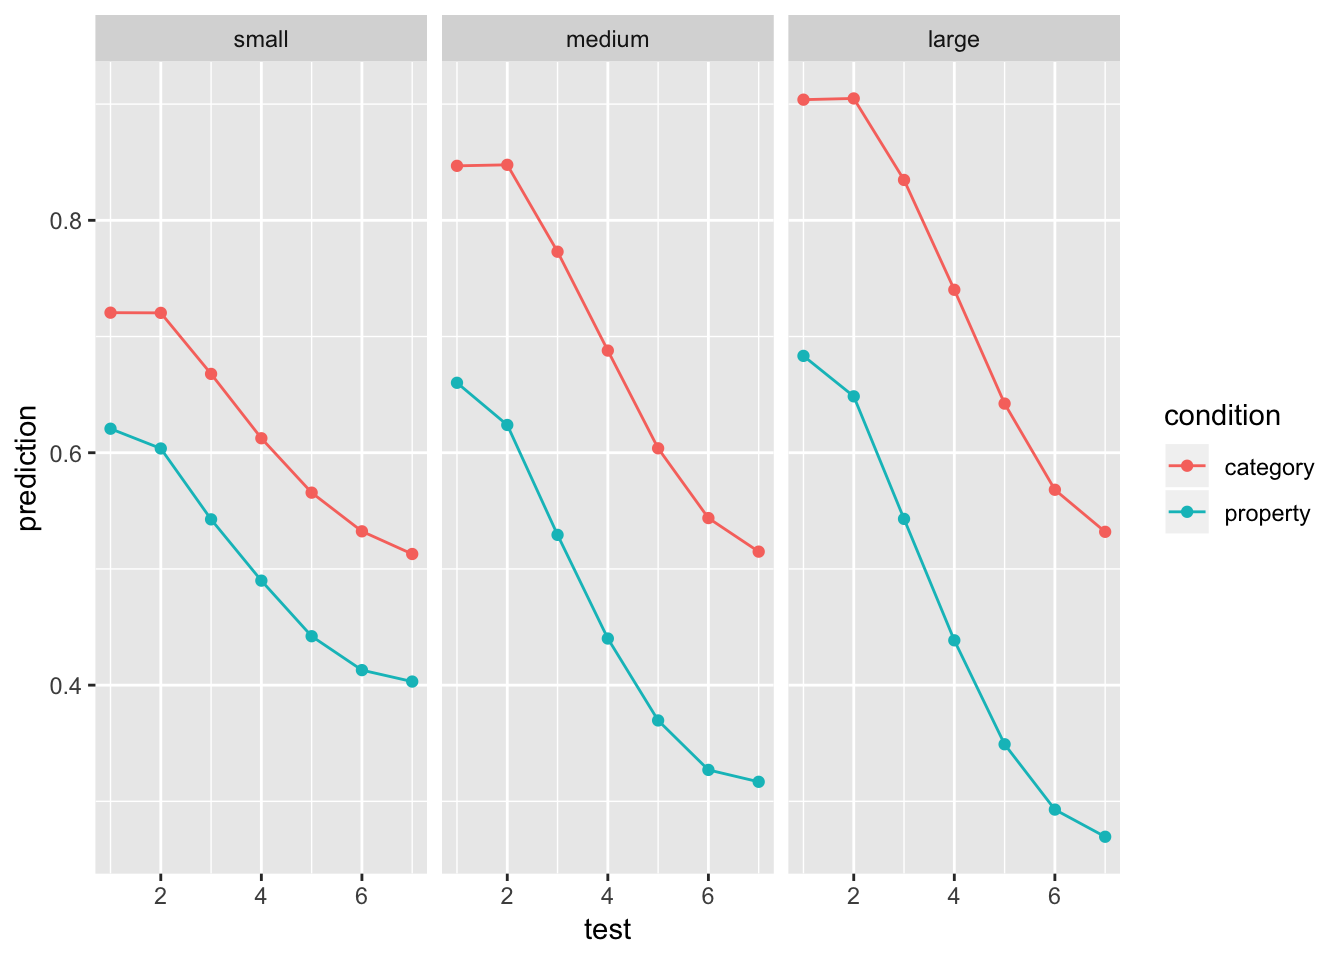 small
medium
large
prediction
0.8
0.6
0.4
2 4 6
2 4 6
2 4 6
test
condition
category
property